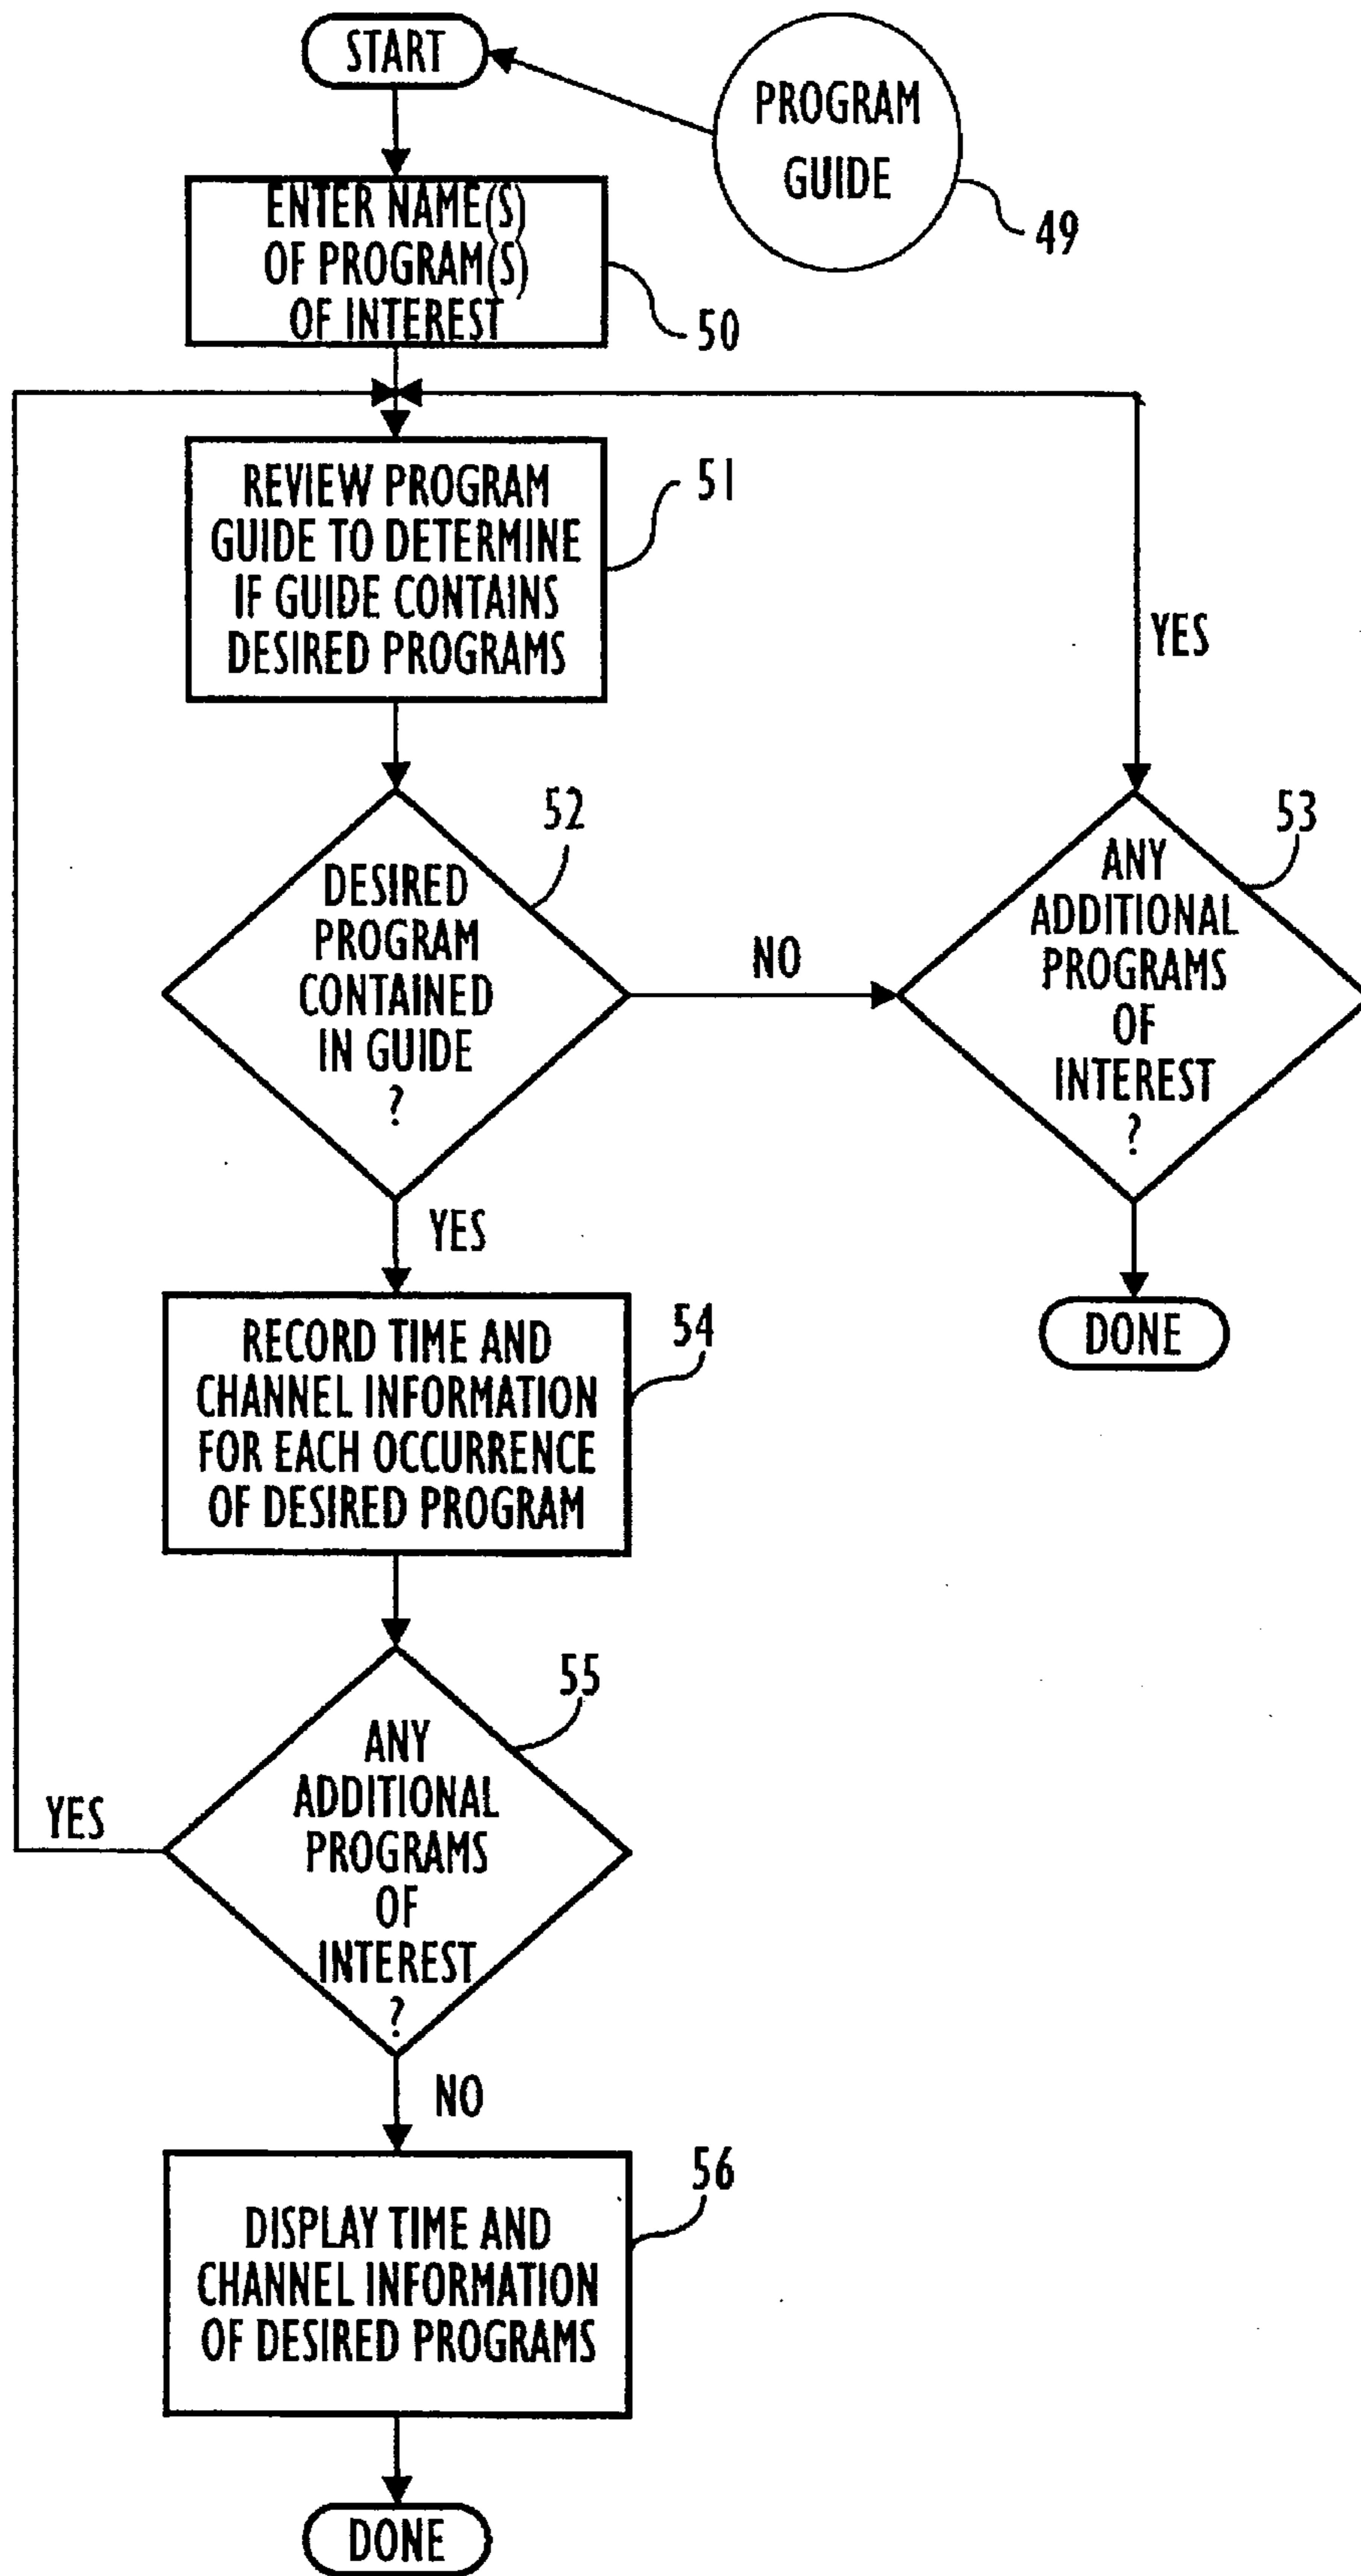 START
PROGRAM
GUIDE
49
ENTER NAME(S)
OF PROGRAM(S)
OF INTEREST
50
REVIEW PROGRAM
GUIDE TO DETERMINE
IF GUIDE CONTAINS
DESIRED PROGRAMS
51
YES
DESIRED
PROGRAM
CONTAINED
IN GUIDE
?
52
NO
ANY
ADDITIONAL
PROGRAMS
OF
INTEREST
?
53
YES
DONE
RECORD TIME AND
CHANNEL INFORMATION
FOR EACH OCCURRENCE
OF DESIRED PROGRAM
54
ANY
ADDITIONAL
PROGRAMS
OF
INTEREST
?
55
YES
NO
DISPLAY TIME AND
CHANNEL INFORMATION
OF DESIRED PROGRAMS
56
DONE